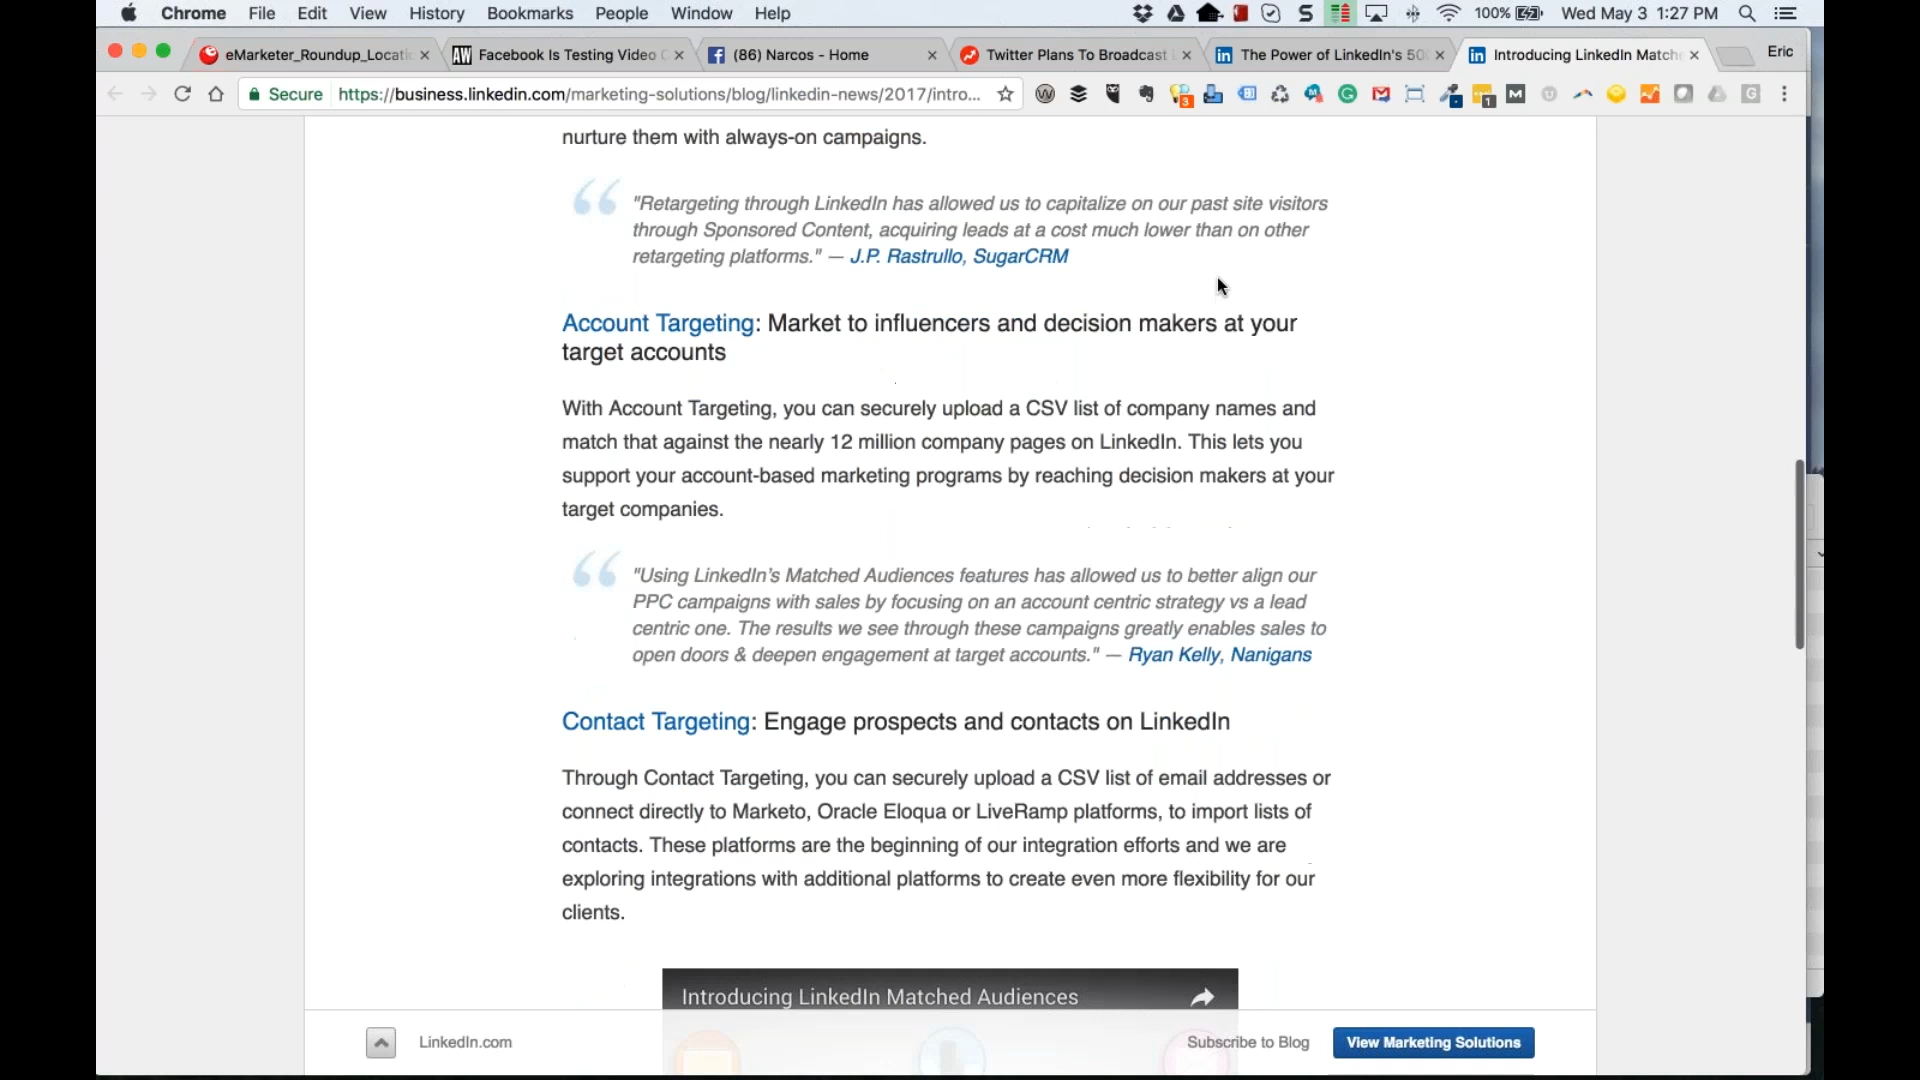 Chrome File Edit View History Bookmarks People Window Help
100% Wed May 3 1:27 PM
eMarketer_Roundup_Locati
Facebook Is Testing Video
(86) Narcos - Home
Twitter Plans To Broadcast
The Power of LinkedIn's 50
Introducing LinkedIn Matche
Eric
Secure https://business.linkedin.com/marketing-solutions/blog/linkedin-news/2017/intro...
nurture them with always-on campaigns.
"Retargeting through LinkedIn has allowed us to capitalize on our past site visitors
through Sponsored Content, acquiring leads at a cost much lower than on other
retargeting platforms." — J.P. Rastrullo, SugarCRM
Account Targeting: Market to influencers and decision makers at your
target accounts
With Account Targeting, you can securely upload a CSV list of company names and
match that against the nearly 12 million company pages on LinkedIn. This lets you
support your account-based marketing programs by reaching decision makers at your
target companies.
"Using LinkedIn's Matched Audiences features has allowed us to better align our
PPC campaigns with sales by focusing on an account centric strategy vs a lead
centric one. The results we see through these campaigns greatly enables sales to
open doors & deepen engagement at target accounts." — Ryan Kelly, Nanigans
Contact Targeting: Engage prospects and contacts on LinkedIn
Through Contact Targeting, you can securely upload a CSV list of email addresses or
connect directly to Marketo, Oracle Eloqua or LiveRamp platforms, to import lists of
contacts. These platforms are the beginning of our integration efforts and we are
exploring integrations with additional platforms to create even more flexibility for our
clients.
Introducing LinkedIn Matched Audiences
LinkedIn.com
Subscribe to Blog
View Marketing Solutions